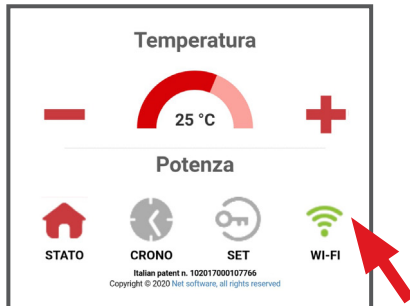 Temperatura
25 °C
Potenza
STATO CRONO SET WI-FI
Italian patent n. 102017000107766
Copyright © 2020 Net software, all rights reserved